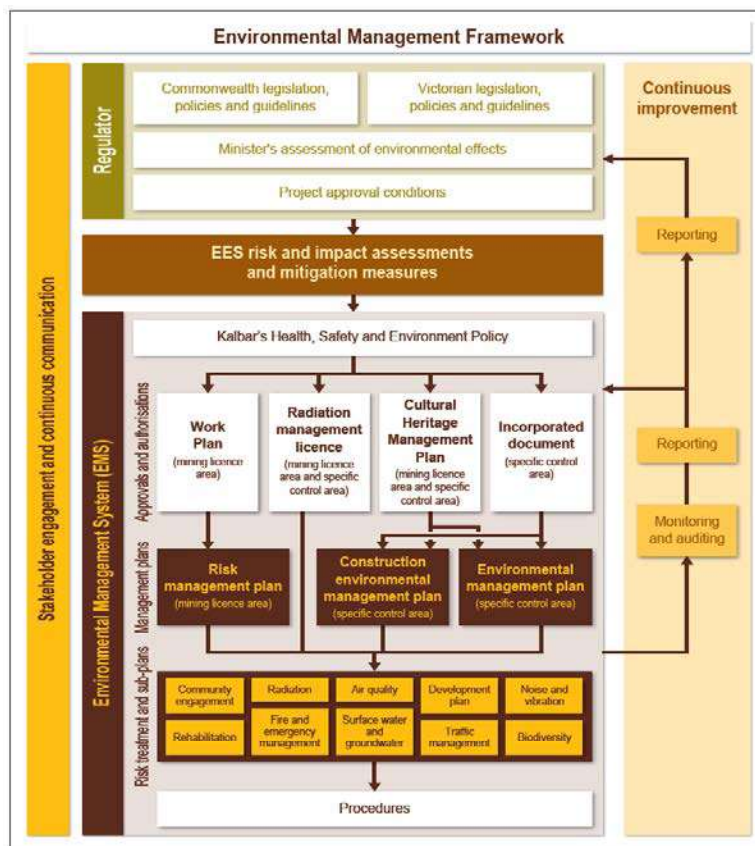 Environmental Management Framework
Stakeholder engagement and continuous communication
Regulator
Commonwealth legislation,
policies and guidelines
Victorian legislation,
policies and guidelines
Minister's assessment of environmental effects
Project approval conditions
Continuous
improvement
Reporting
EES risk and impact assessments
and mitigation measures
Environmental Management System (EMS)
Kalbar's Health, Safety and Environment Policy
Approvals and authorisations
Work
Plan
(mining licence
area)
Radiation
management
licence
(mining licence
area and specific
control area)
Cultural
Heritage
Management
Plan
(mining licence
area and specific
control area)
Incorporated
document
(specific control
area)
Reporting
Monitoring
and auditing
Management plans
Risk
management plan
(mining licence area)
Construction
environmental
management plan
(specific control area)
Environmental
management plan
(specific control area)
Risk treatment and sub-plans
Community
engagement
Radiation
Air quality
Development
plan
Noise and
vibration
Rehabilitation
Fire and
emergency
management
Surface water
and
groundwater
Traffic
management
Biodiversity
Procedures